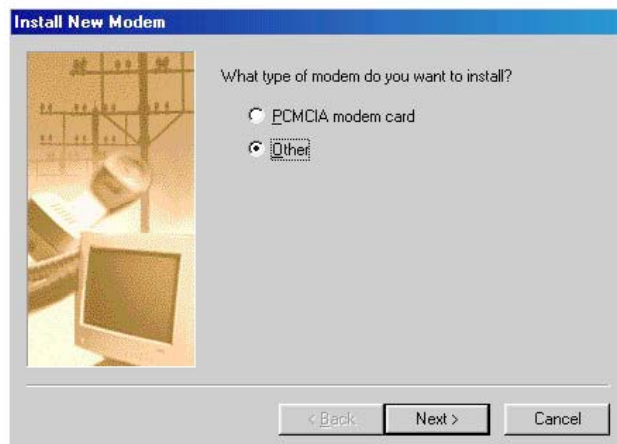 Install New Modem
What type of modem do you want to install?
PCMCIA modem card
Other
< Back
Next >
Cancel